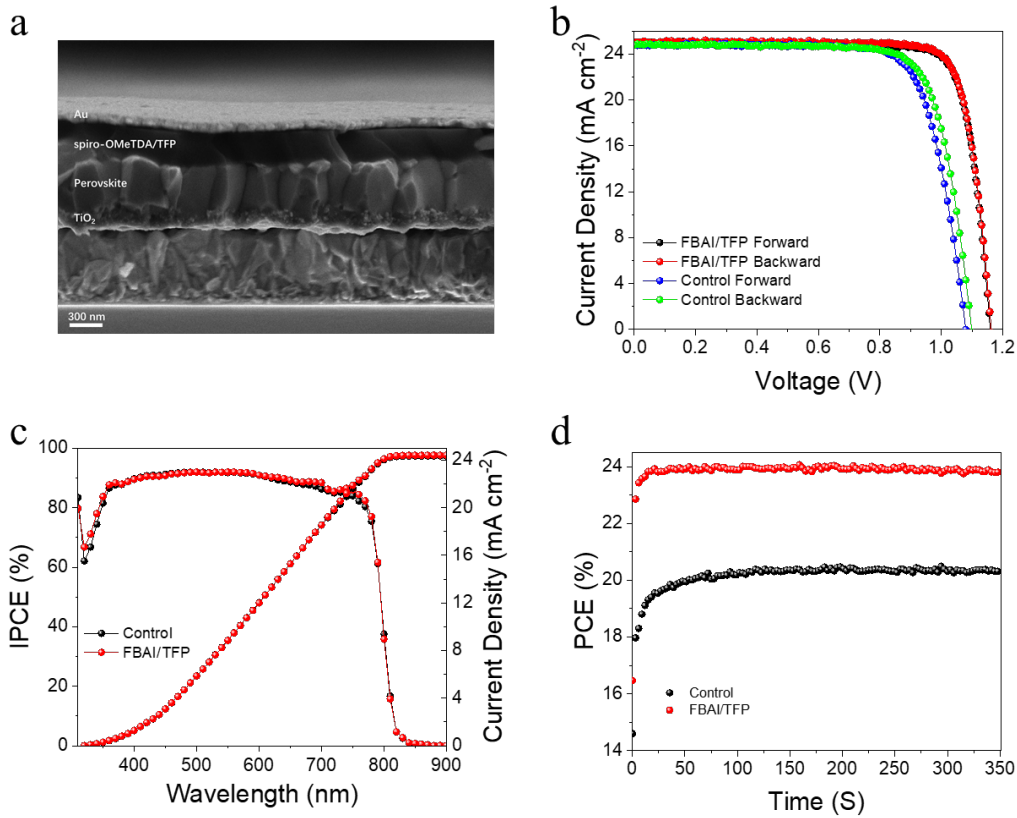 a
Au
spiro-OMeTDA/TFP
Perovskite
TiO2
300 nm
b
Current Density (mA cm-2)
24
20
16
12
8
4
0
0.0 0.2 0.4 0.6 0.8 1.0 1.2
Voltage (V)
FBAI/TFP Forward
FBAI/TFP Backward
Control Forward
Control Backward
c
IPCE (%)
100
80
60
40
20
0
400 500 600 700 800 900
Wavelength (nm)
Control
FBAI/TFP
24
20
16
12
8
4
0
Current Density (mA cm-2)
d
PCE (%)
24
22
20
18
16
14
0 50 100 150 200 250 300 350
Time (S)
Control
FBAI/TFP